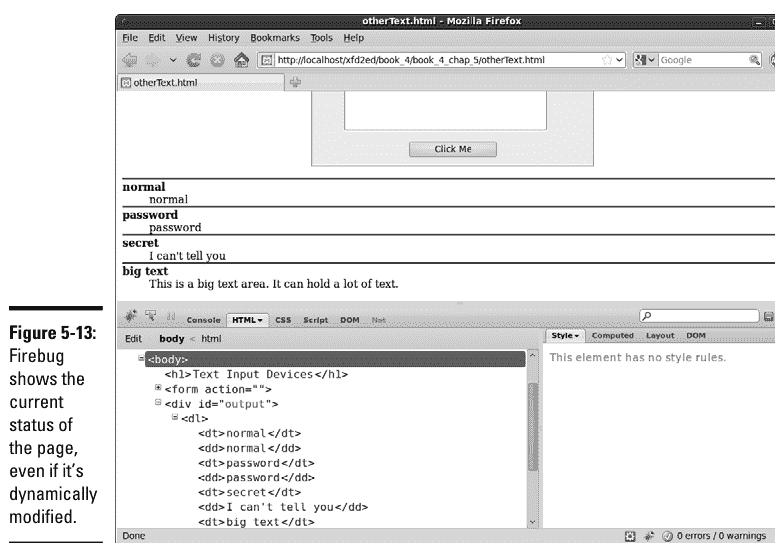 otherText.html - Mozilla Firefox
File Edit View History Bookmarks Tools Help
http://localhost/xfd2ed/book_4/book_4_chap_5/otherText.html
Google
otherText.html
Click Me
normal
normal
password
password
secret
I can't tell you
big text
This is a big text area. It can hold a lot of text.
Console HTML CSS Script DOM Net
Edit body < html
Style Computed Layout DOM
<body>
<h1>Text Input Devices</h1>
<form action="">
<div id="output">
<dl>
<dt>normal</dt>
<dd>normal</dd>
<dt>password</dt>
<dd>password</dd>
<dt>secret</dt>
<dd>I can't tell you</dd>
<dt>big text</dt>
This element has no style rules.
Done
0 errors / 0 warnings
Figure 5-13:
Firebug
shows the
current
status of
the page,
even if it's
dynamically
modified.